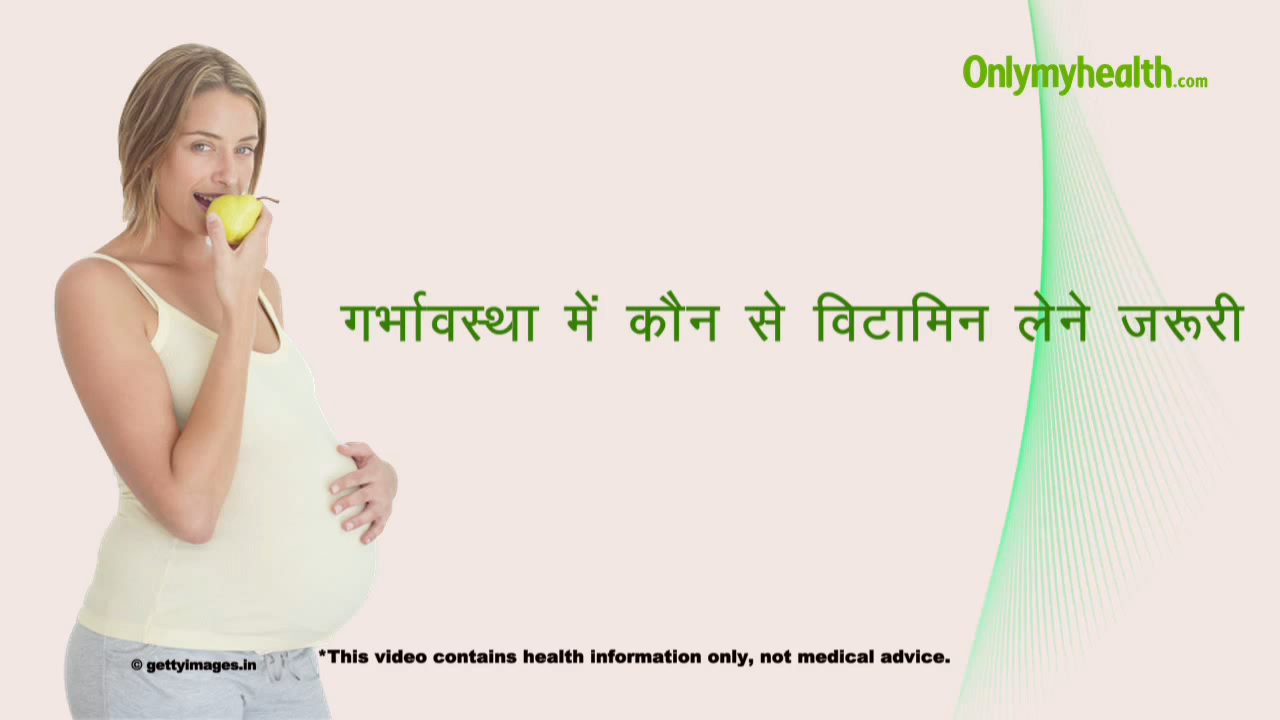 Onlymyhealth.com
गर्भावस्था में कौन से विटामिन लेने जरूरी
*This video contains health information only, not medical advice.
© gettyimages.in